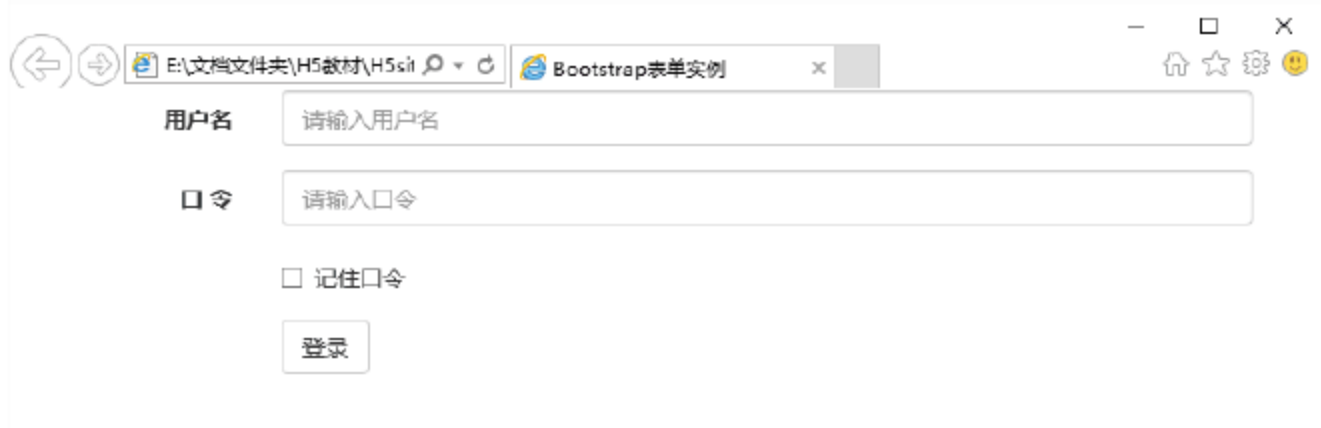 E:\文档文件夹\H5教材\H5sit
Bootstrap表单实例
用户名 请输入用户名
口 令 请输入口令
记住口令
登录